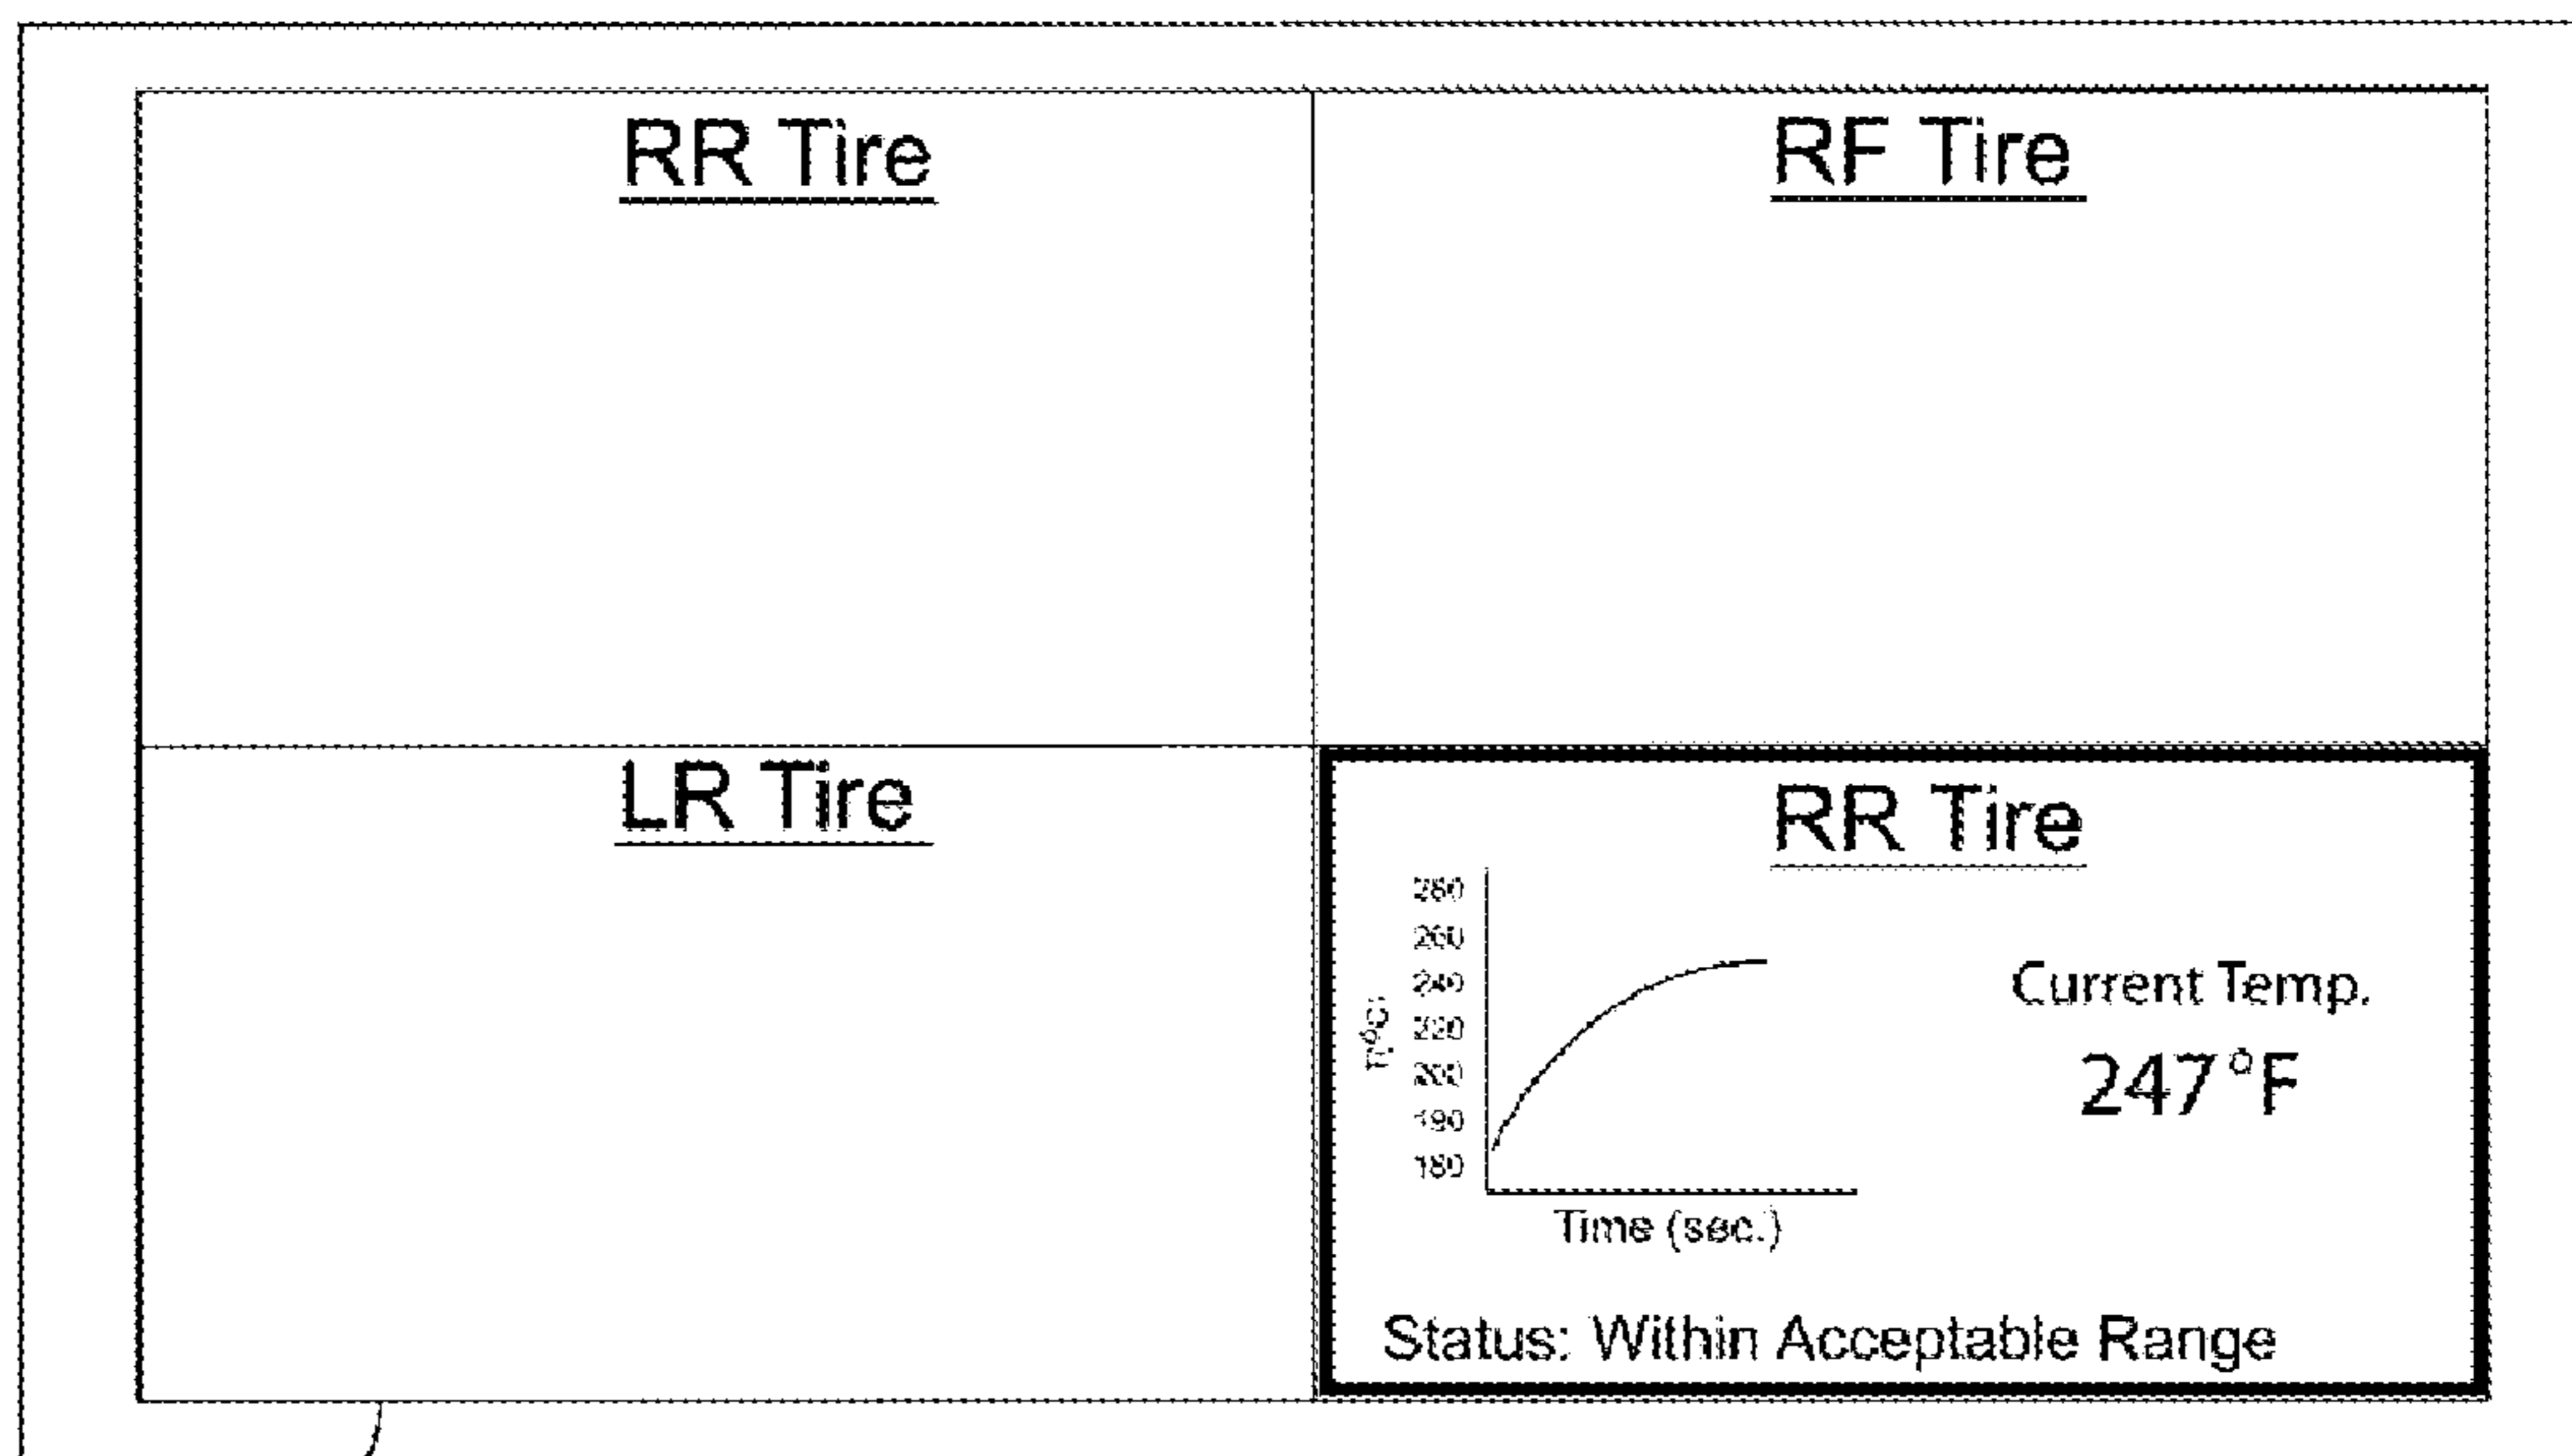 RR Tire
RF Tire
LR Tire
RR Tire
280
260
240
220
200
190
180
Time (sec.)
Current Temp.
247°F
Status: Within Acceptable Range